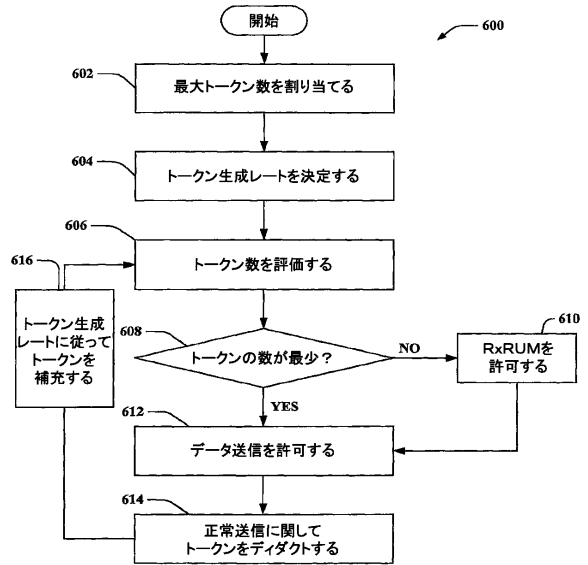 開始
600
602
最大トークン数を割り当てる
604
トークン生成レートを決定する
606
トークン数を評価する
616
トークン生成
レートに従って
トークンを
補充する
608
トークンの数が最少？
NO
610
RxRUMを
許可する
YES
612
データ送信を許可する
614
正常送信に関して
トークンをディダクトする